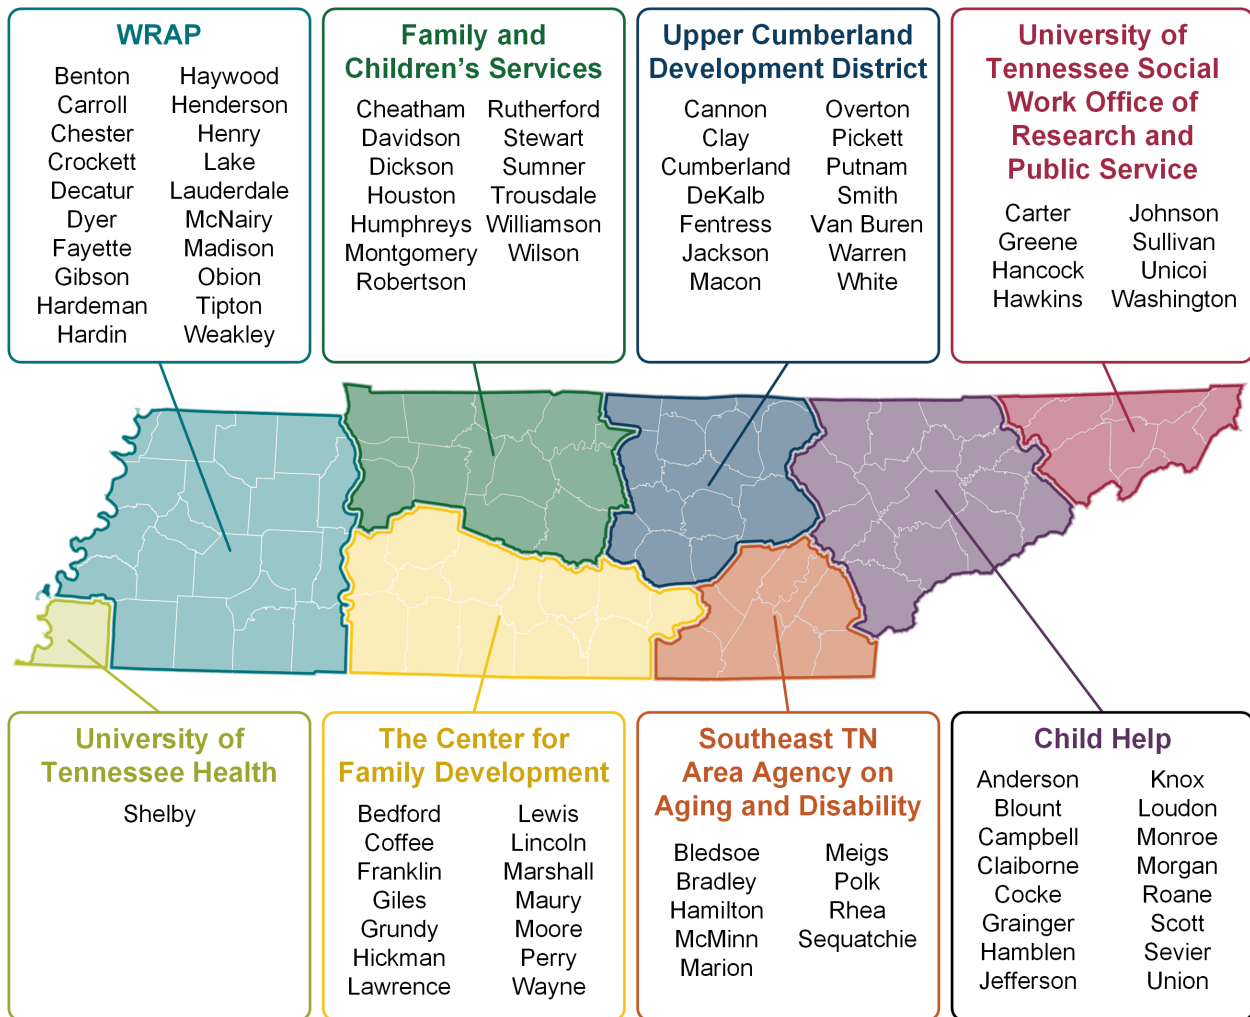 WRAP
Benton
Carroll
Chester
Crockett
Decatur
Dyer
Fayette
Gibson
Hardeman
Hardin
Haywood
Henderson
Henry
Lake
Lauderdale
McNairy
Madison
Obion
Tipton
Weakley
Family and
Children’s Services
Cheatham
Davidson
Dickson
Houston
Humphreys
Montgomery
Robertson
Rutherford
Stewart
Sumner
Trousdale
Williamson
Wilson
Upper Cumberland
Development District
Cannon
Clay
Cumberland
DeKalb
Fentress
Jackson
Macon
Overton
Pickett
Putnam
Smith
Van Buren
Warren
White
University of
Tennessee Social
Work Office of
Research and
Public Service
Carter
Greene
Hancock
Hawkins
Johnson
Sullivan
Unicoi
Washington
University of
Tennessee Health
Shelby
The Center for
Family Development
Bedford
Coffee
Franklin
Giles
Grundy
Hickman
Lawrence
Lewis
Lincoln
Marshall
Maury
Moore
Perry
Wayne
Southeast TN
Area Agency on
Aging and Disability
Bledsoe
Bradley
Hamilton
McMinn
Marion
Meigs
Polk
Rhea
Sequatchie
Child Help
Anderson
Blount
Campbell
Claiborne
Cocke
Grainger
Hamblen
Jefferson
Knox
Loudon
Monroe
Morgan
Roane
Scott
Sevier
Union